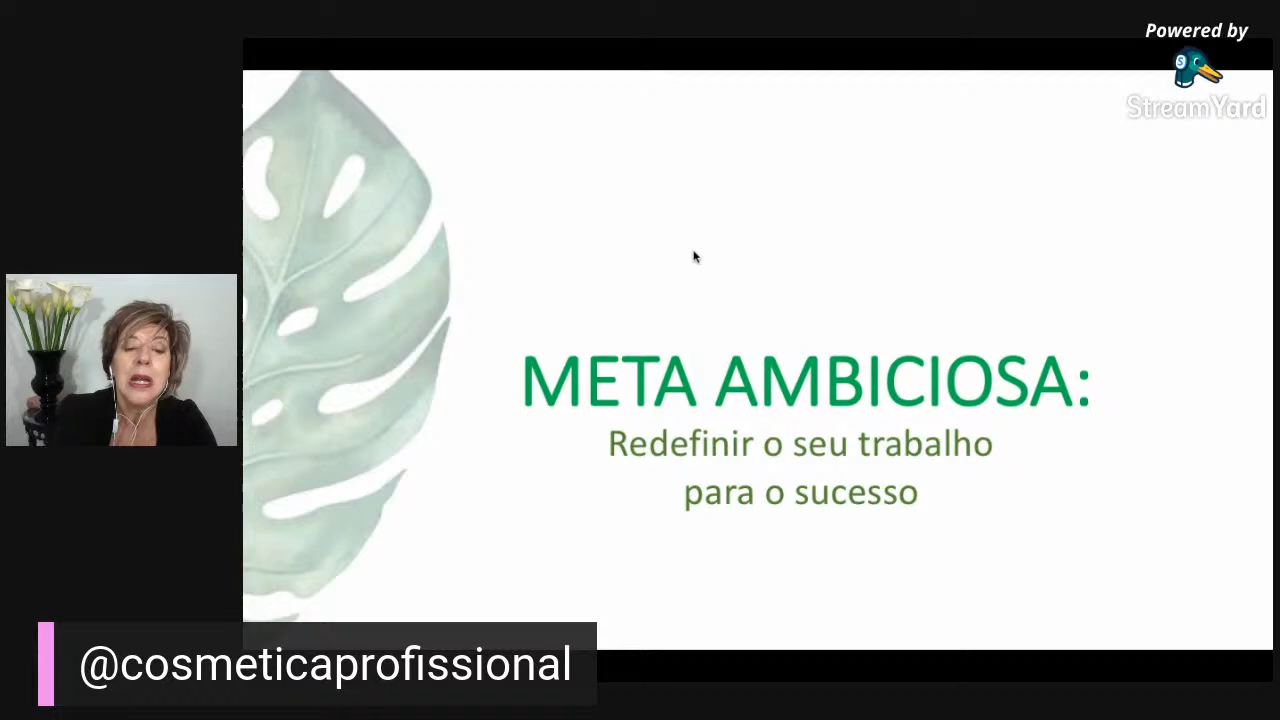 Powered by
S
StreamYard
META AMBICIOSA:
Redefinir o seu trabalho
para o sucesso
@cosmeticaprofissional